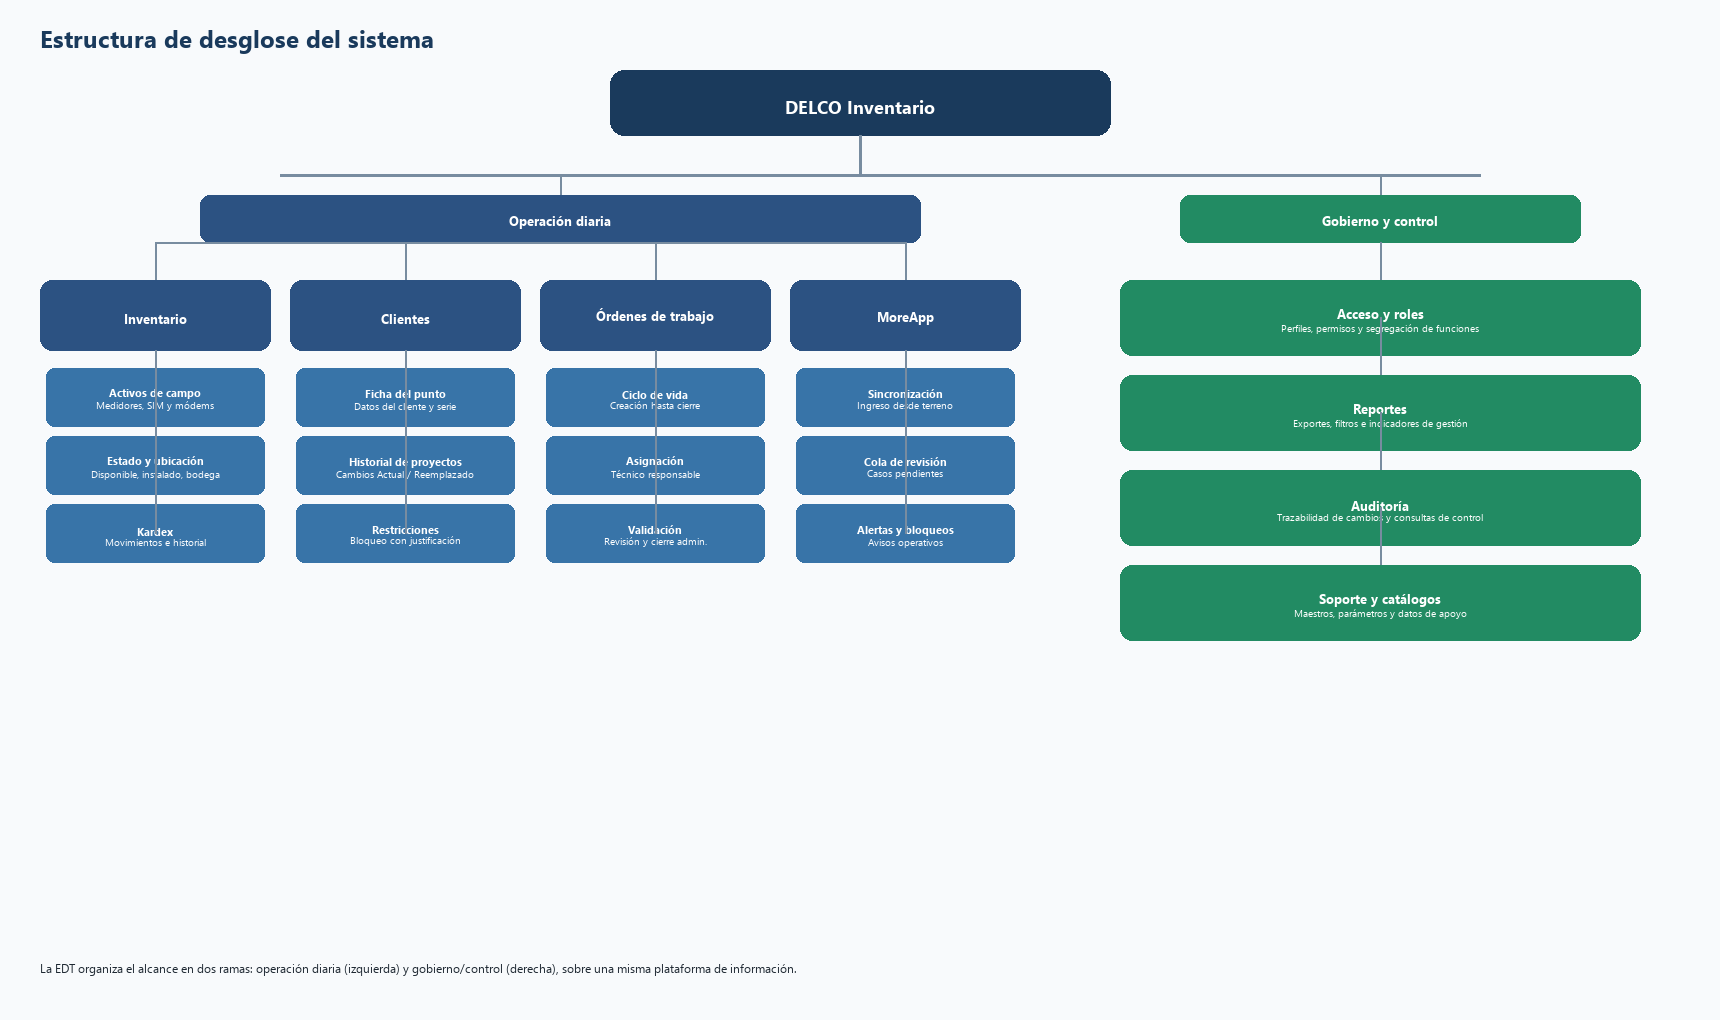 Estructura de desglose del sistema
DELCO Inventario
Operación diaria
Gobierno y control
Inventario
Clientes
Órdenes de trabajo
MoreApp
Activos de campo
Medidores, SIM y módems
Estado y ubicación
Disponible, instalado, bodega
Kardex
Movimientos e historial
Ficha del punto
Datos del cliente y serie
Historial de proyectos
Cambios Actual / Reemplazado
Restricciones
Bloqueo con justificación
Ciclo de vida
Creación hasta cierre
Asignación
Técnico responsable
Validación
Revisión y cierre admin.
Sincronización
Ingreso desde terreno
Cola de revisión
Casos pendientes
Alertas y bloqueos
Avisos operativos
Acceso y roles
Perfiles, permisos y segregación de funciones
Reportes
Exportes, filtros e indicadores de gestión
Auditoría
Trazabilidad de cambios y consultas de control
Soporte y catálogos
Maestros, parámetros y datos de apoyo
La EDT organiza el alcance en dos ramas: operación diaria (izquierda) y gobierno/control (derecha), sobre una misma plataforma de información.